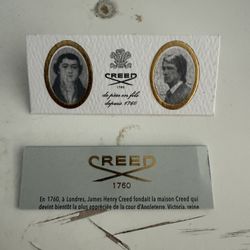 CREED
1760
de père en fils
depuis 1760
CREED
1760
En 1760, à Londres, James Henry Creed fondait la maison Creed qui
devient bientôt la plus appréciée de la cour d'Angleterre. Victoria, reine